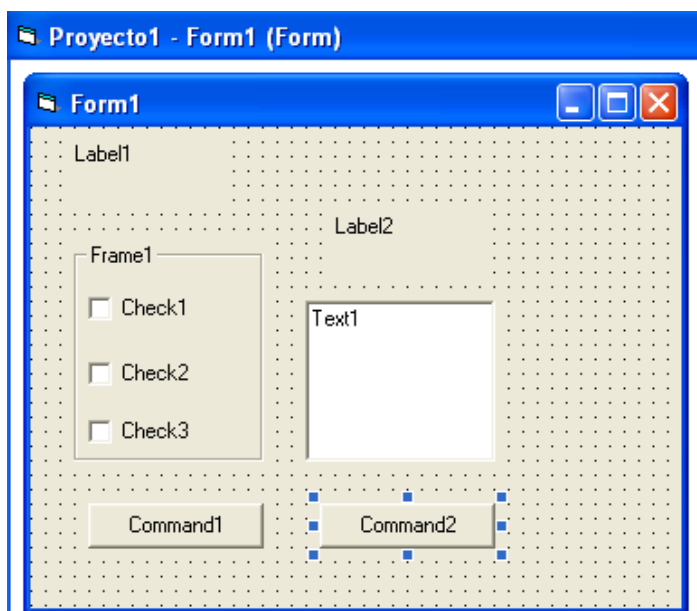 Proyecto1 - Form1 (Form)
Form1
Label1
Label2
Frame1
Check1
Text1
Check2
Check3
Command1
Command2